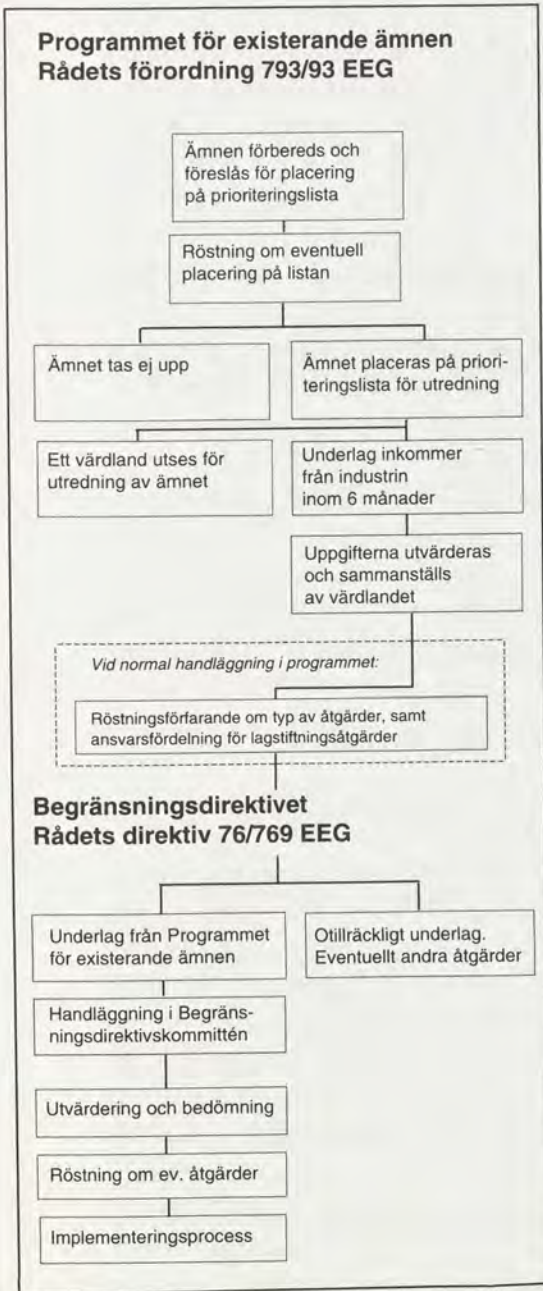 Programmet för existerande ämnen
Rådets förordning 793/93 EEG
Ämnen förbereds och
föreslås för placering
på prioriteringslista
Röstning om eventuell
placering på listan
Ämnet tas ej upp
Ämnet placeras på priori-
teringslista för utredning
Ett värdland utses för
utredning av ämnet
Underlag inkommer
från industrin
inom 6 månader
Uppgifterna utvärderas
och sammanställs
av värdlandet
Vid normal handläggning i programmet:
Röstningsförfarande om typ av åtgärder, samt
ansvarsfördelning för lagstiftningsåtgärder
Begränsningsdirektivet
Rådets direktiv 76/769 EEG
Underlag från Programmet
för existerande ämnen
Otillräckligt underlag.
Eventuellt andra åtgärder
Handläggning i Begräns-
ningsdirektivskommittén
Utvärdering och bedömning
Röstning om ev. åtgärder
Implementeringsprocess